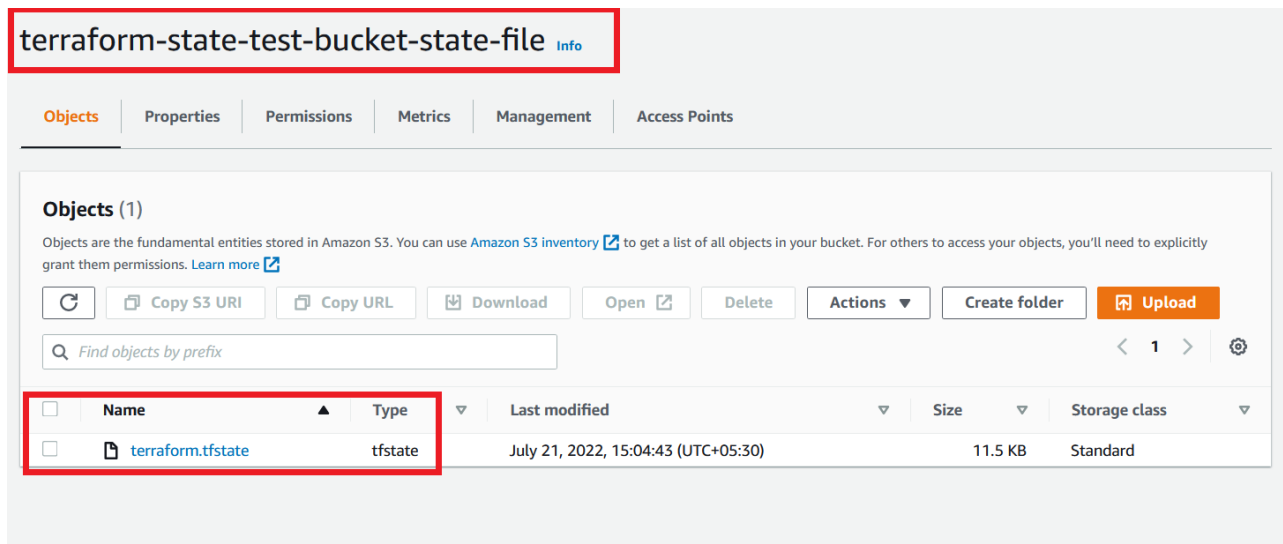 terraform-state-test-bucket-state-file Info
Objects Properties Permissions Metrics Management Access Points
Objects (1)
Objects are the fundamental entities stored in Amazon S3. You can use Amazon S3 inventory to get a list of all objects in your bucket. For others to access your objects, you'll need to explicitly
grant them permissions. Learn more
Copy S3 URI Copy URL Download Open Delete Actions Create folder Upload
Find objects by prefix 1
Name Type Last modified Size Storage class
terraform.tfstate tfstate July 21, 2022, 15:04:43 (UTC+05:30) 11.5 KB Standard